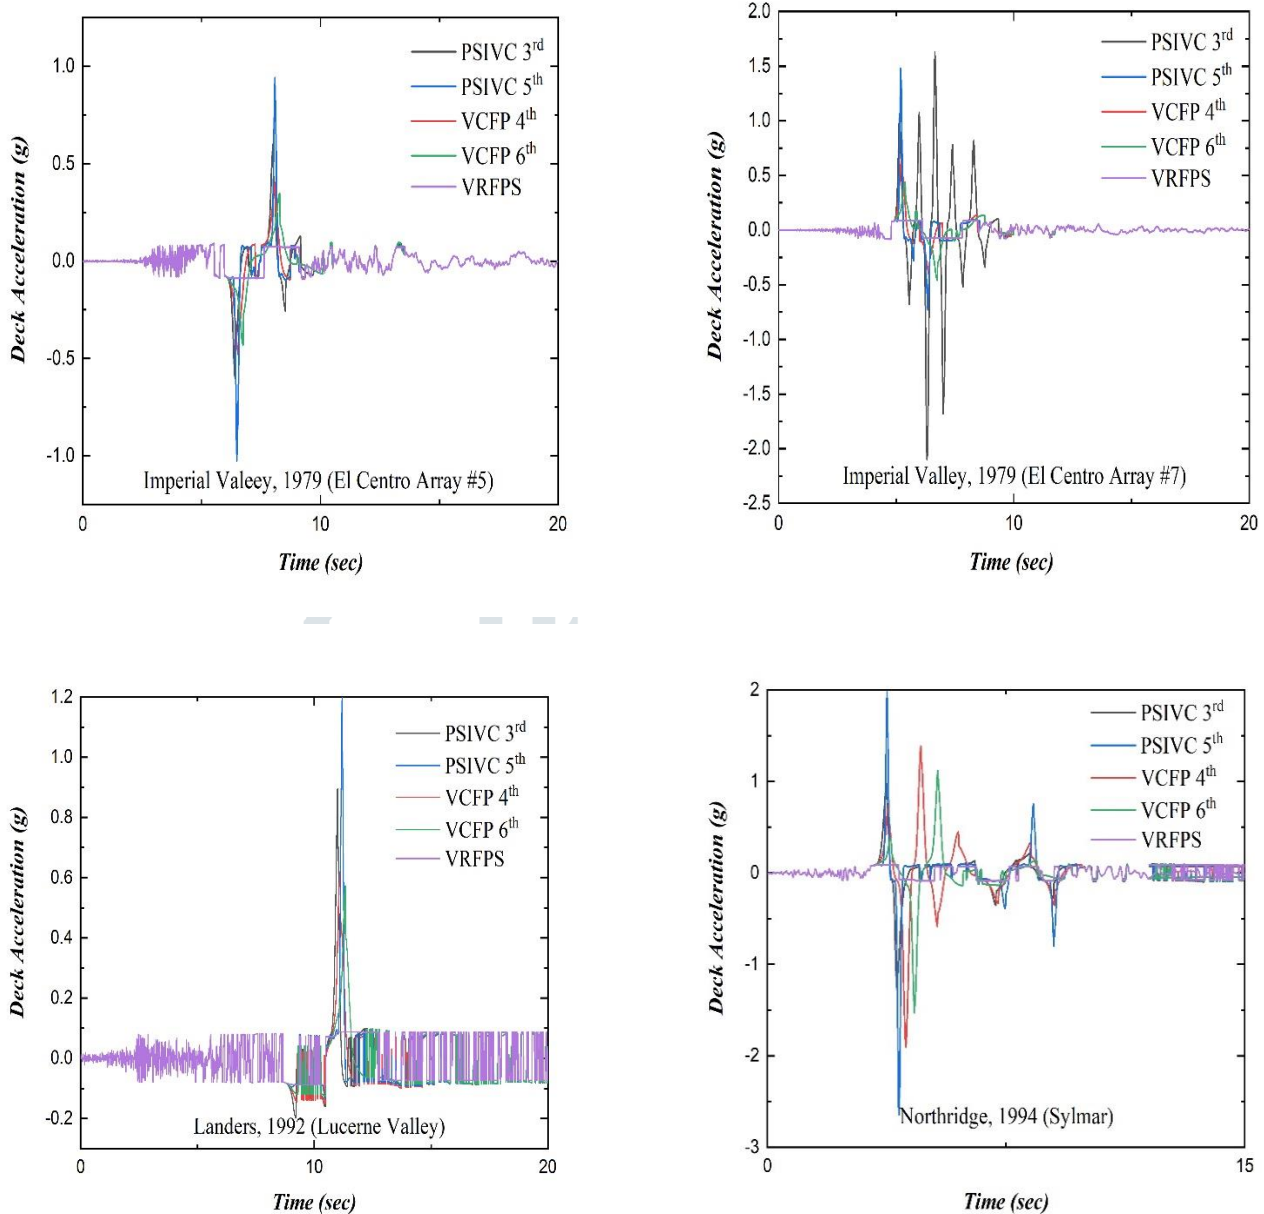 PSIVC 3rd
PSIVC 5th
VCFP 4th
VCFP 6th
VRFPS
1.0
0.5
0.0
-0.5
-1.0
Deck Acceleration (g)
Imperial Valeey, 1979 (El Centro Array #5)
0 10 20
Time (sec)
PSIVC 3rd
PSIVC 5th
VCFP 4th
VCFP 6th
VRFPS
2.0
1.5
1.0
0.5
0.0
-0.5
-1.0
-1.5
-2.0
-2.5
Deck Acceleration (g)
Imperial Valley, 1979 (El Centro Array #7)
0 10 20
Time (sec)
PSIVC 3rd
PSIVC 5th
VCFP 4th
VCFP 6th
VRFPS
1.2
1.0
0.8
0.6
0.4
0.2
0.0
-0.2
Deck Acceleration (g)
Landers, 1992 (Lucerne Valley)
0 10 20
Time (sec)
PSIVC 3rd
PSIVC 5th
VCFP 4th
VCFP 6th
VRFPS
2
1
0
-1
-2
-3
Deck Acceleration (g)
Northridge, 1994 (Sylmar)
0 15
Time (sec)